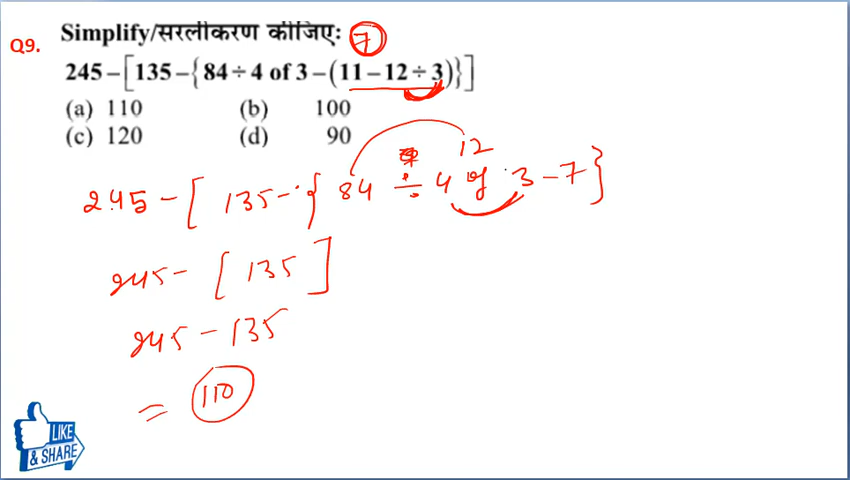 Q9. Simplify/सरलीकरण कीजिए: 7
245 – [135 – {84 ÷ 4 of 3 – (11 – 12 ÷ 3)}]
(a) 110 (b) 100
(c) 120 (d) 90
12
245 - [ 135 - { 84 ÷ 4 of 3 - 7 }
245 - [ 135 ]
245 - 135
= 110
LIKE
& SHARE